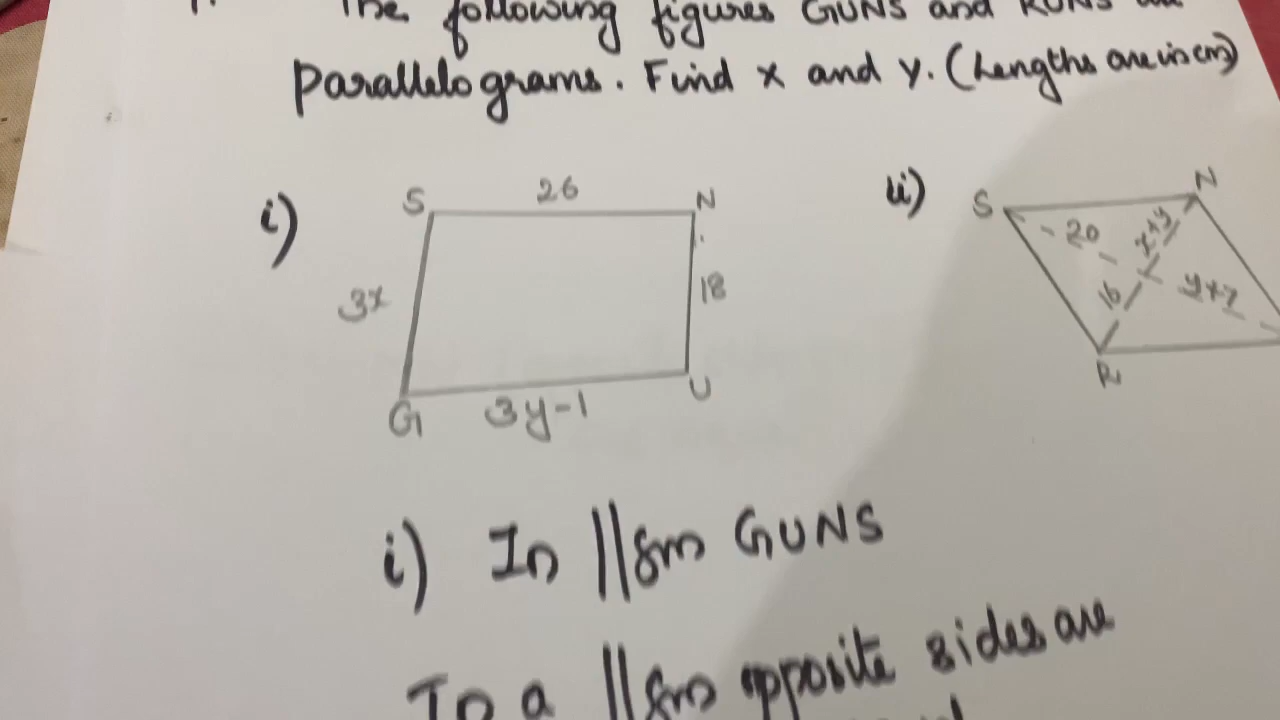 The following figures GUNS and RUNS are
Parallelograms. Find x and y. (Lengths are in cm)
i)
S 26 N
3x
18
G 3y-1 U
ii)
S N
20 x+y
16 y+7
R
i) In ||gm GUNS
In a ||gm opposite sides are